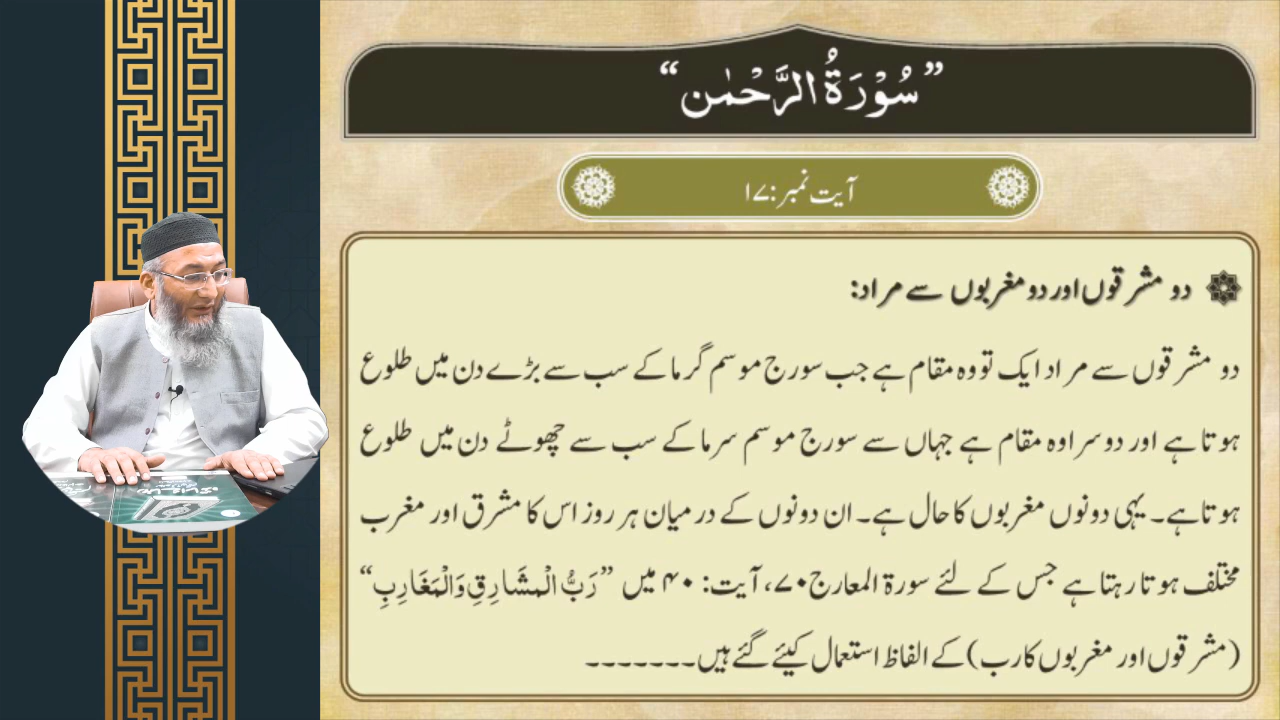 ”سُوْرَۃُ الرَّحْمٰن“
آیت نمبر: ۱۷
دو مشرقوں اور دو مغربوں سے مراد:
دو مشرقوں سے مراد ایک تو وہ مقام ہے جب سورج موسم گرما کے سب سے بڑے دن میں طلوع
ہوتا ہے اور دوسرا وہ مقام ہے جہاں سے سورج موسم سرما کے سب سے چھوٹے دن میں طلوع
ہوتا ہے۔ یہی دونوں مغربوں کا حال ہے۔ ان دونوں کے درمیان ہر روز اس کا مشرق اور مغرب
مختلف ہوتا رہتا ہے جس کے لئے سورۃ المعارج ۷۰، آیت: ۴۰ میں ”رَبُّ الْمَشَارِقِ وَالْمَغَارِبِ“
(مشرقوں اور مغربوں کا رب) کے الفاظ استعمال کیئے گئے ہیں۔۔۔۔۔۔۔